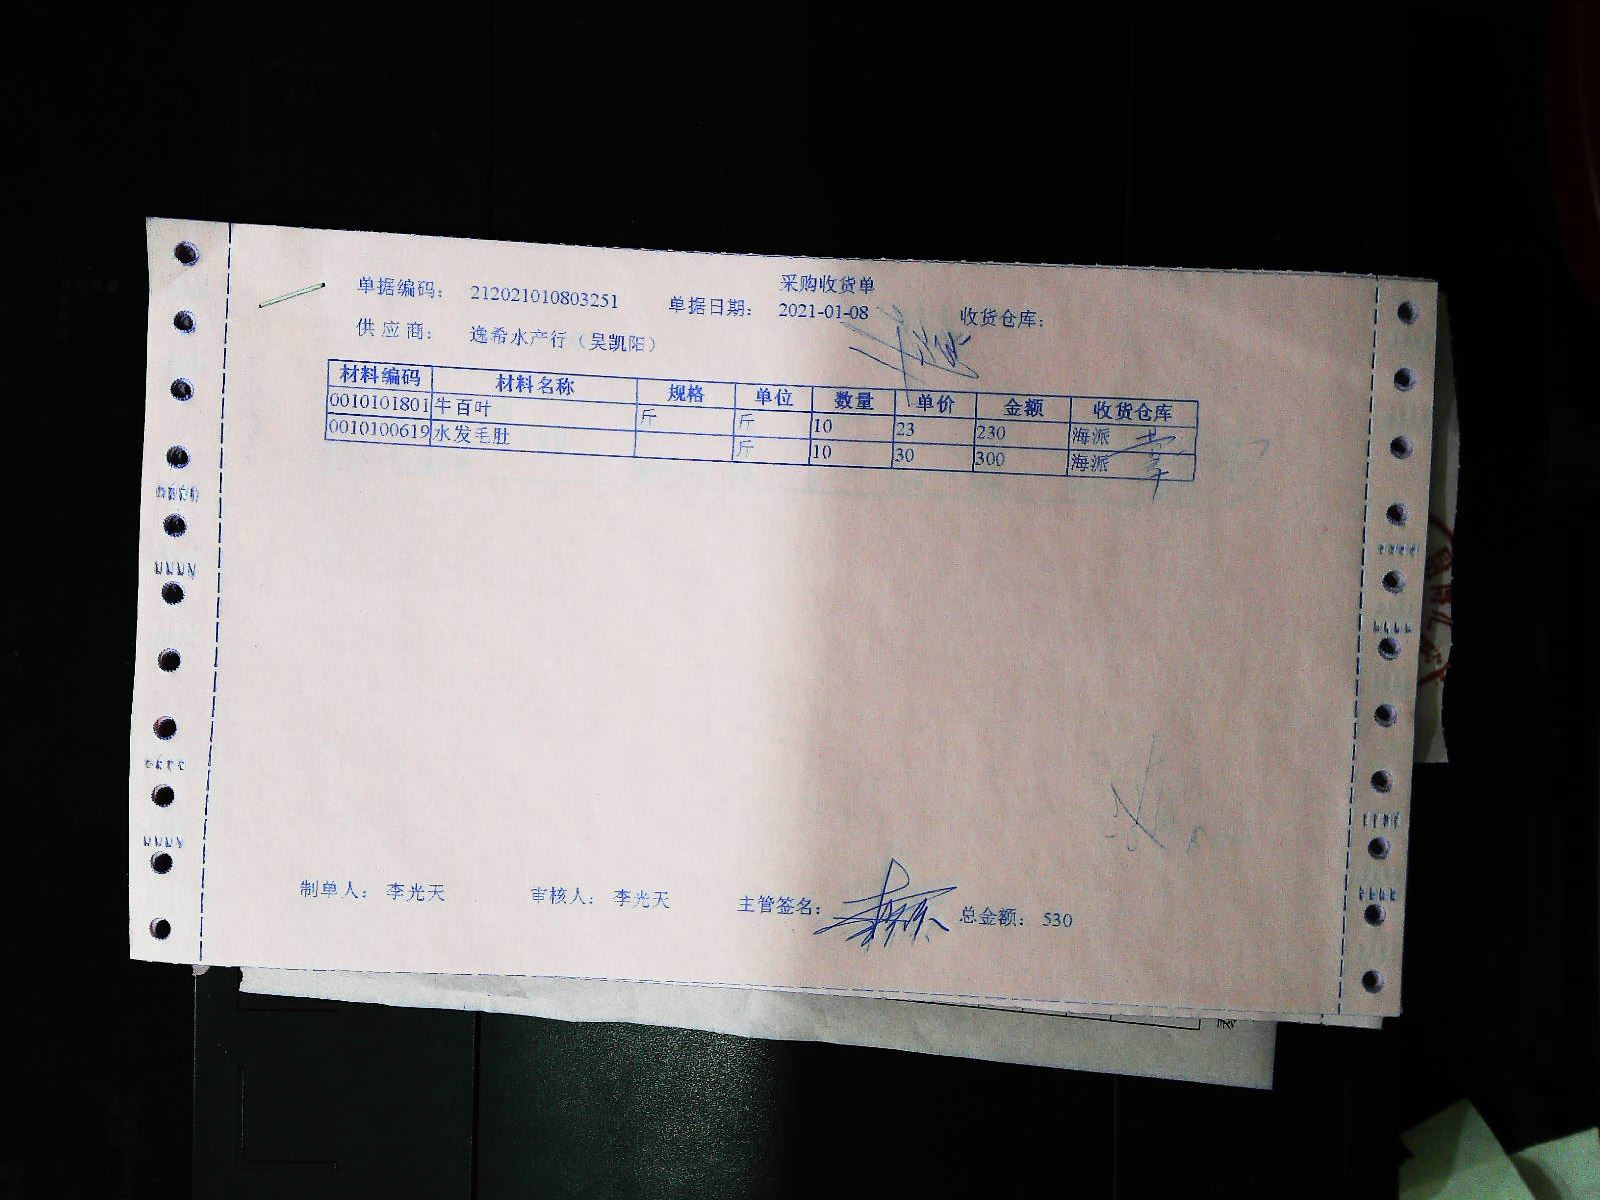 采购收货单
单据编码： 212021010803251 单据日期： 2021-01-08 收货仓库：
供应商： 逸希水产行（吴凯阳）
材料编码 材料名称 规格 单位 数量 单价 金额 收货仓库
0010101801 牛百叶 斤 斤 10 23 230 海派
0010100619 水发毛肚 斤 10 30 300 海派
制单人： 李光天 审核人： 李光天 主管签名： 总金额： 530